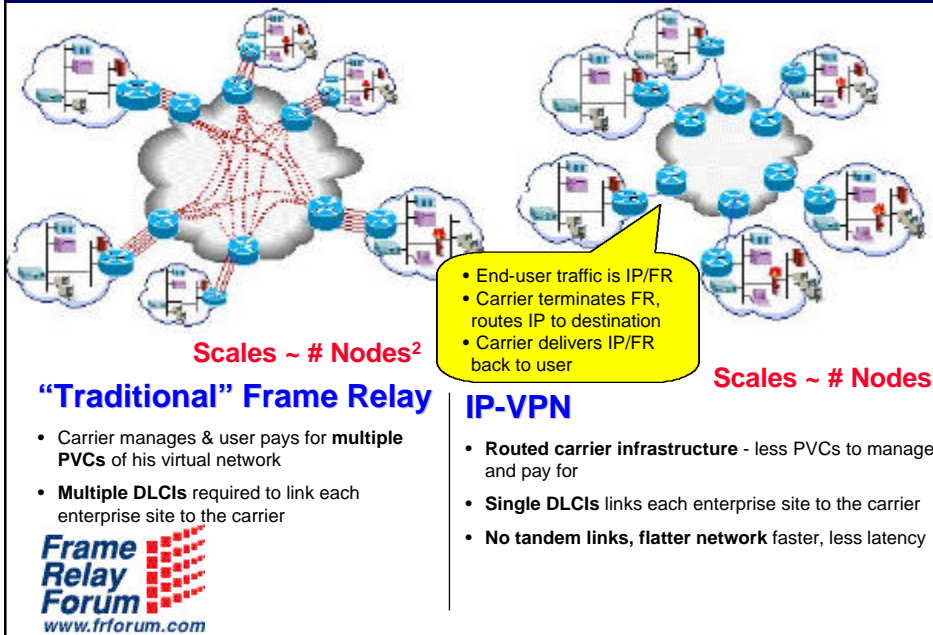 • End-user traffic is IP/FR
• Carrier terminates FR,
routes IP to destination
• Carrier delivers IP/FR
back to user
Scales ~ # Nodes²
Scales ~ # Nodes
“Traditional” Frame Relay
• Carrier manages & user pays for multiple
PVCs of his virtual network
• Multiple DLCIs required to link each
enterprise site to the carrier
IP-VPN
• Routed carrier infrastructure - less PVCs to manage
and pay for
• Single DLCIs links each enterprise site to the carrier
• No tandem links, flatter network faster, less latency
Frame
Relay
Forum
www.frforum.com